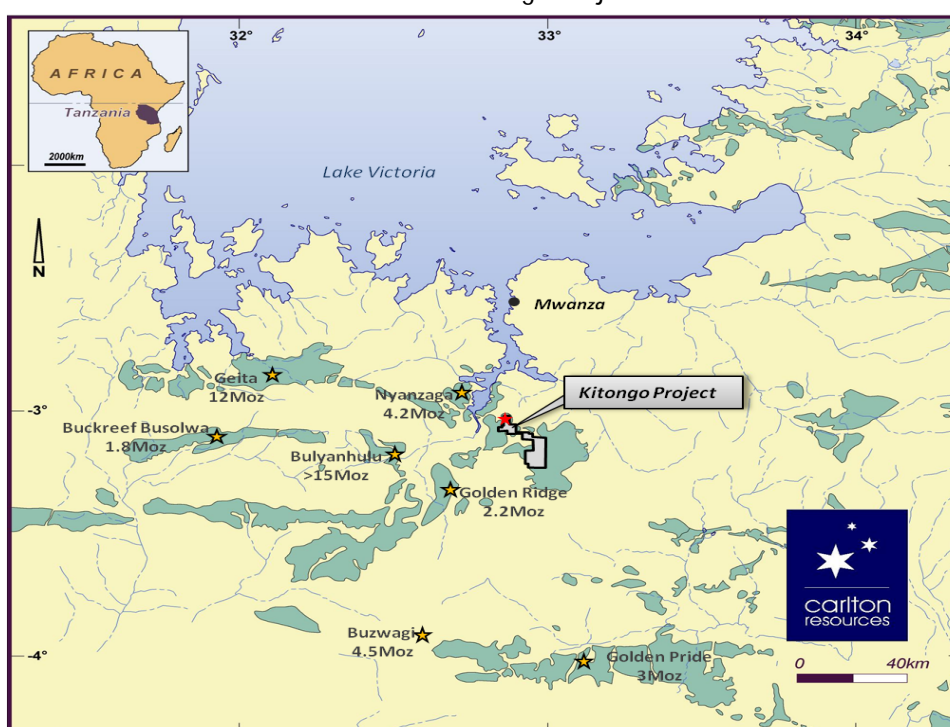 32°
33°
34°
AFRICA
Tanzania
2000km
Lake Victoria
N
Mwanza
Geita
12Moz
Nyanzaga
4.2Moz
Kitongo Project
-3°
Buckreef Busolwa
1.8Moz
Bulyanhulu
>15Moz
Golden Ridge
2.2Moz
carlton
resources
Buzwagi
4.5Moz
-4°
Golden Pride
3Moz
0 40km